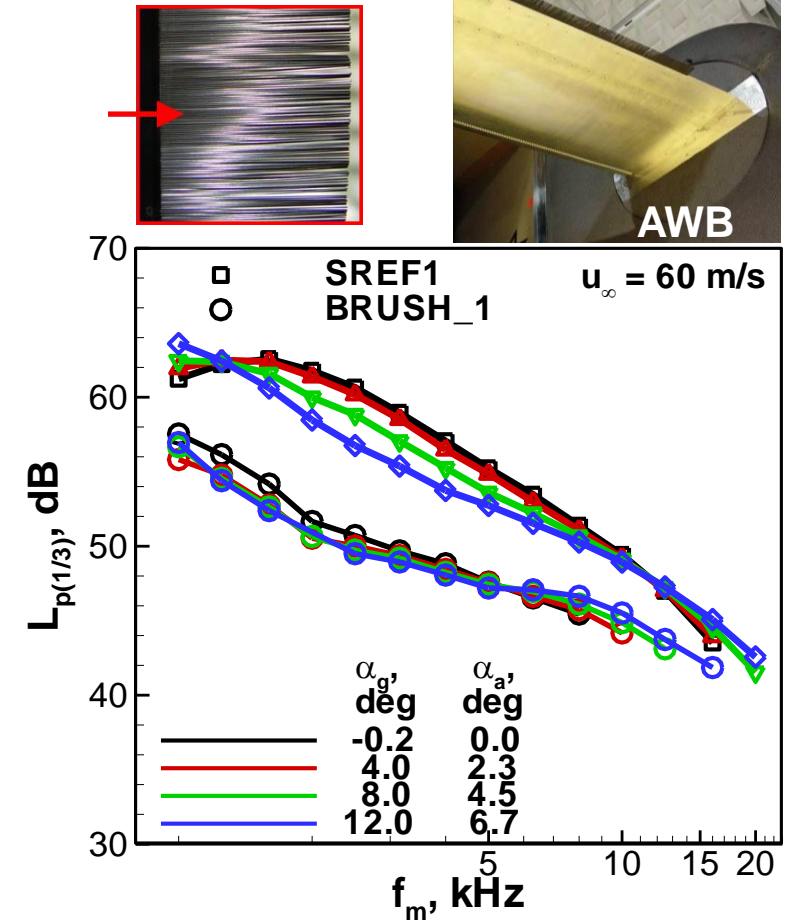 AWB
70
SREF1
u∞ = 60 m/s
BRUSH_1
60
50
40
30
Lp(1/3), dB
αg, αa,
deg deg
-0.2 0.0
4.0 2.3
8.0 4.5
12.0 6.7
5 10 15 20
fm, kHz